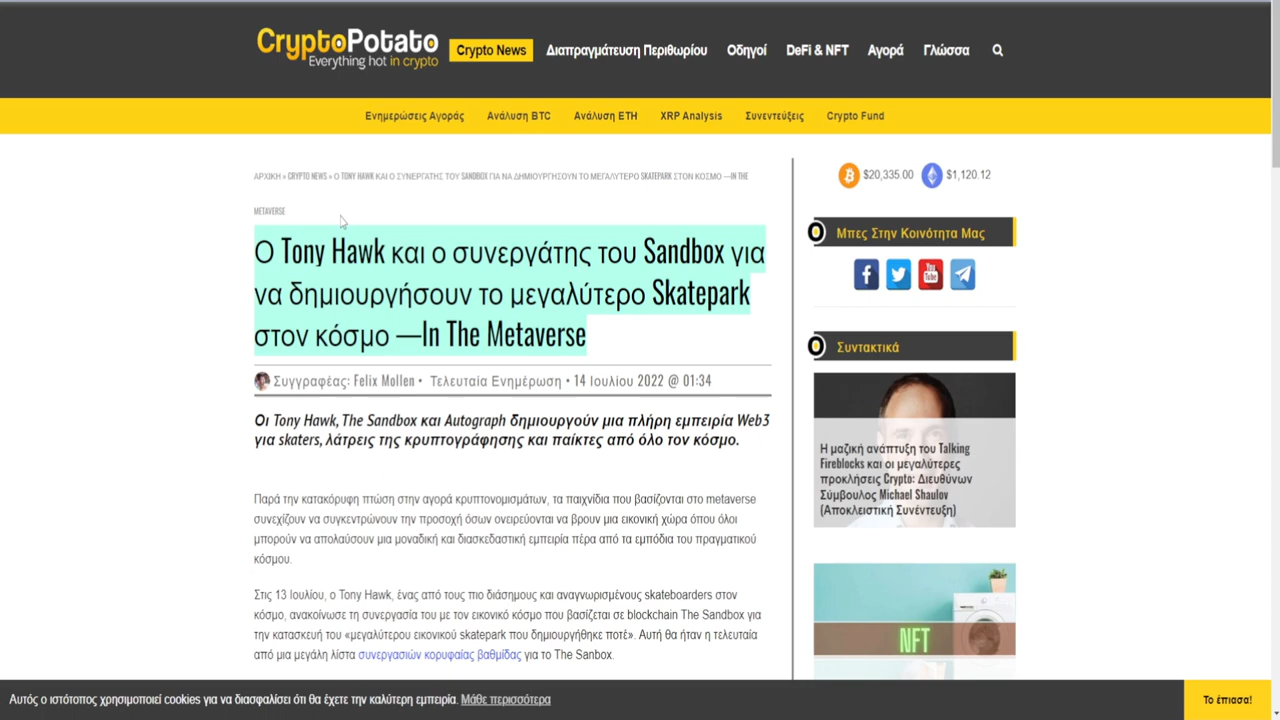 CryptoPotato
Everything hot in crypto
Crypto News
Διαπραγμάτευση Περιθωρίου
Οδηγοί
DeFi & NFT
Αγορά
Γλώσσα
Ενημερώσεις Αγοράς
Ανάλυση BTC
Ανάλυση ETH
XRP Analysis
Συνεντεύξεις
Crypto Fund
ΑΡΧΙΚΗ » CRYPTO NEWS » Ο TONY HAWK ΚΑΙ Ο ΣΥΝΕΡΓΑΤΗΣ ΤΟΥ SANDBOX ΓΙΑ ΝΑ ΔΗΜΙΟΥΡΓΗΣΟΥΝ ΤΟ ΜΕΓΑΛΥΤΕΡΟ SKATEPARK ΣΤΟΝ ΚΟΣΜΟ —IN THE
METAVERSE
Ο Tony Hawk και ο συνεργάτης του Sandbox για
να δημιουργήσουν το μεγαλύτερο Skatepark
στον κόσμο —In The Metaverse
Συγγραφέας: Felix Mollen • Τελευταία Ενημέρωση • 14 Ιουλίου 2022 @ 01:34
Οι Tony Hawk, The Sandbox και Autograph δημιουργούν μια πλήρη εμπειρία Web3
για skaters, λάτρεις της κρυπτογράφησης και παίκτες από όλο τον κόσμο.
Παρά την κατακόρυφη πτώση στην αγορά κρυπτονομισμάτων, τα παιχνίδια που βασίζονται στο metaverse
συνεχίζουν να συγκεντρώνουν την προσοχή όσων ονειρεύονται να βρουν μια εικονική χώρα όπου όλοι
μπορούν να απολαύσουν μια μοναδική και διασκεδαστική εμπειρία πέρα από τα εμπόδια του πραγματικού
κόσμου.
Στις 13 Ιουλίου, ο Tony Hawk, ένας από τους πιο διάσημους και αναγνωρισμένους skateboarders στον
κόσμο, ανακοίνωσε τη συνεργασία του με τον εικονικό κόσμο που βασίζεται σε blockchain The Sandbox για
την κατασκευή του «μεγαλύτερου εικονικού skatepark που δημιουργήθηκε ποτέ». Αυτή θα ήταν η τελευταία
από μια μεγάλη λίστα συνεργασιών κορυφαίας βαθμίδας για το The Sanbox.
$20,335.00
$1,120.12
Μπες Στην Κοινότητα Μας
You
Tube
Συντακτικά
Η μαζική ανάπτυξη του Talking
Fireblocks και οι μεγαλύτερες
προκλήσεις Crypto: Διευθύνων
Σύμβουλος Michael Shaulov
(Αποκλειστική Συνέντευξη)
NFT
Αυτός ο ιστότοπος χρησιμοποιεί cookies για να διασφαλίσει ότι θα έχετε την καλύτερη εμπειρία. Μάθε περισσότερα
Το έπιασα!